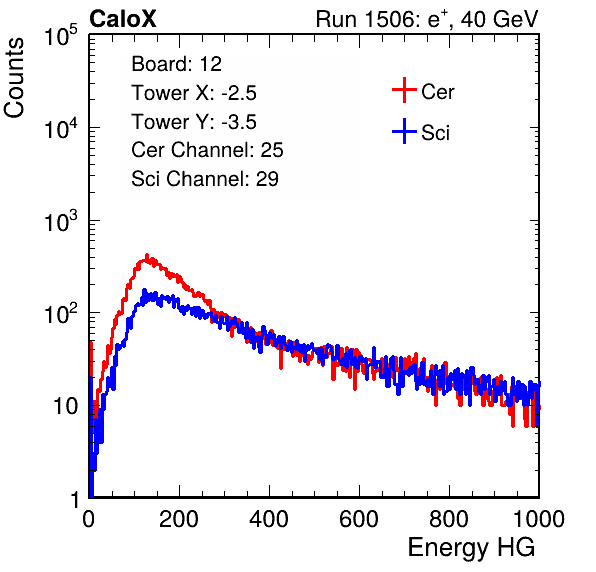 CaloX Run 1506: e⁺, 40 GeV
Counts
10⁵
10⁴
10³
10²
10
1
Board: 12
Tower X: -2.5
Tower Y: -3.5
Cer Channel: 25
Sci Channel: 29
Cer
Sci
0 200 400 600 800 1000
Energy HG